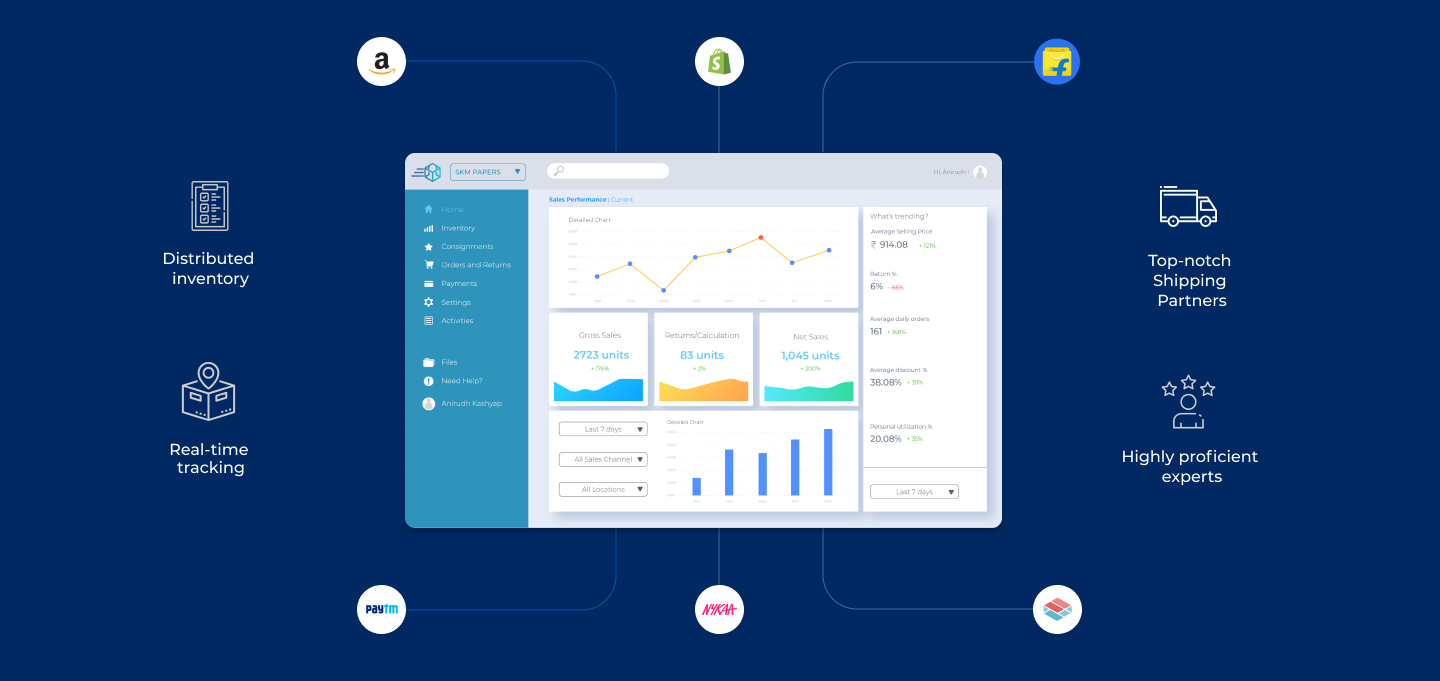 a
Distributed
inventory
Real-time
tracking
SKM PAPERS
Hi, Anirudh !
Home
Inventory
Consignments
Orders and Returns
Payments
Settings
Activities
Files
Need Help?
Anirudh Kashyap
Sales Performance : Current
Detailed Chart
Gross Sales
2723 units
+ 176%
Returns/Calculation
83 units
+ 2%
Net Sales
1,045 units
+ 200%
Last 7 days
All Sales Channel
All Locations
Detailed Chart
What's trending?
Average Selling Price
₹ 914.08 + 121%
Return %
6% - 66%
Average daily orders
161 + 168%
Average discount %
38.08% + 39%
Personal utilization %
20.08% + 35%
Last 7 days
Top-notch
Shipping
Partners
Highly proficient
experts
paytm
NYKAA